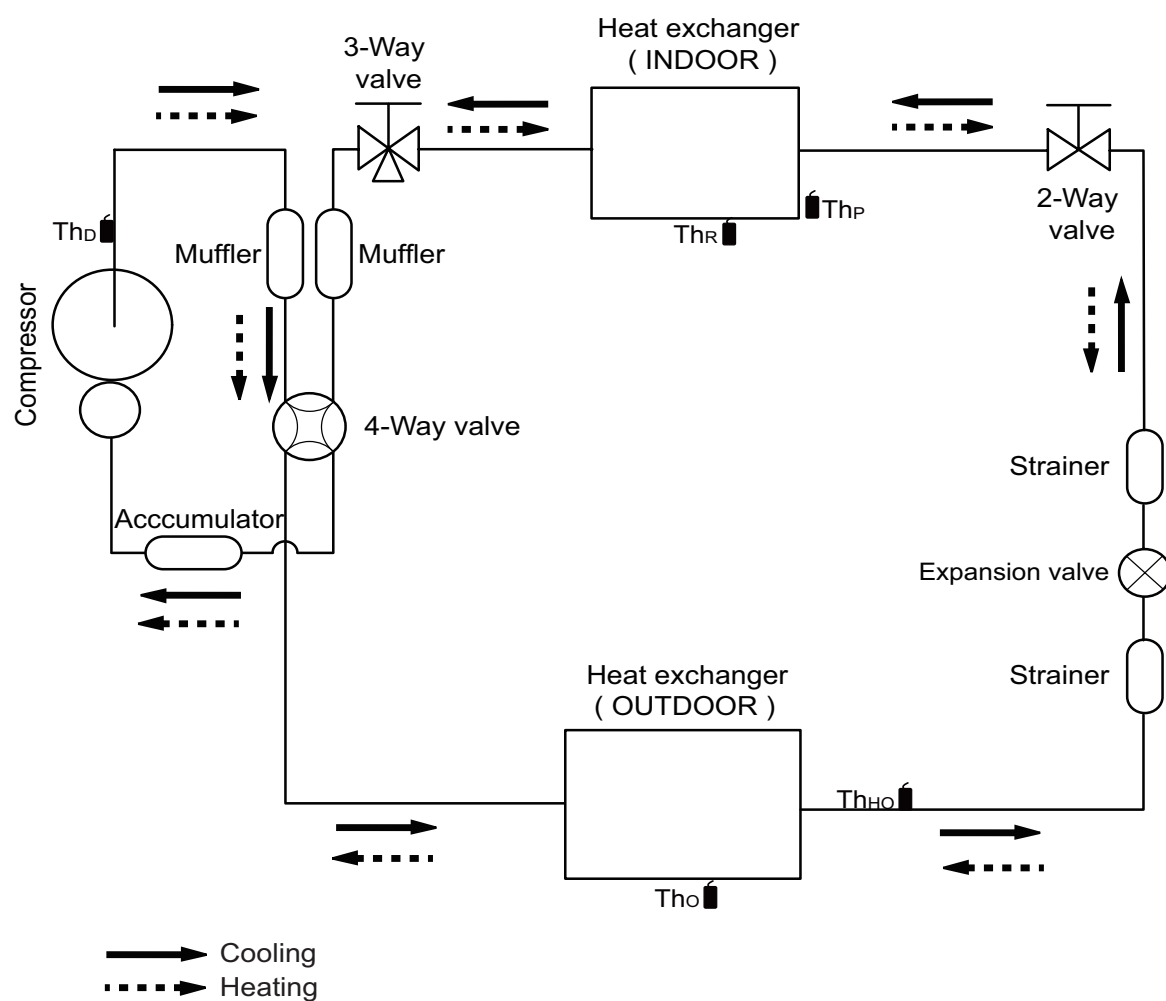 Heat exchanger
( INDOOR )
3-Way
valve
2-Way
valve
ThD
ThP
ThR
Muffler
Muffler
Compressor
4-Way valve
Strainer
Acccumulator
Expansion valve
Heat exchanger
( OUTDOOR )
Strainer
ThHO
ThO
Cooling
Heating